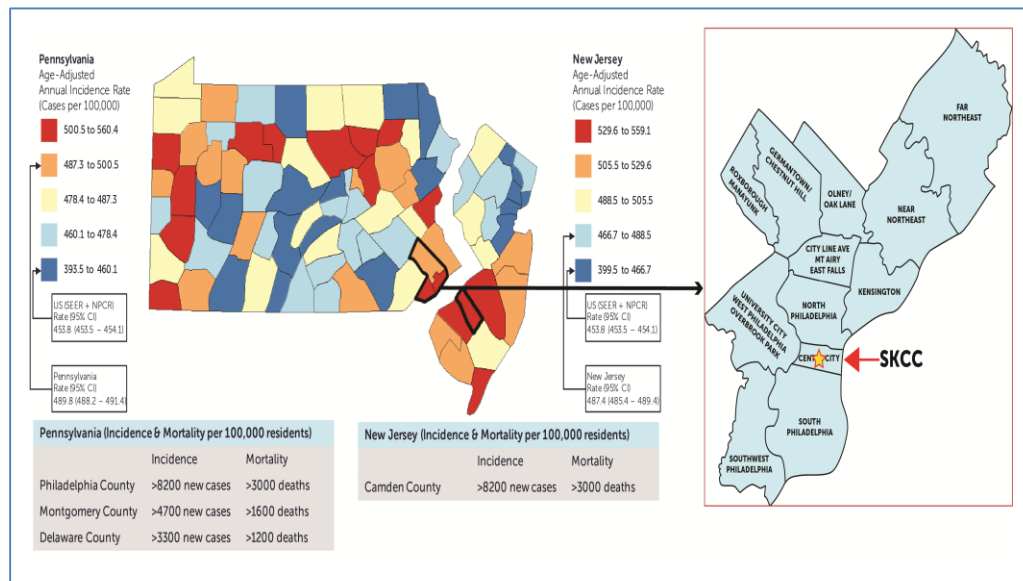 Pennsylvania
Age-Adjusted
Annual Incidence Rate
(Cases per 100,000)
500.5 to 560.4
487.3 to 500.5
478.4 to 487.3
460.1 to 478.4
393.5 to 460.1
US (SEER + NPCR)
Rate (95% CI)
453.8 (453.5 – 454.1)
Pennsylvania
Rate (95% CI)
489.8 (488.2 – 491.4)
New Jersey
Age-Adjusted
Annual Incidence Rate
(Cases per 100,000)
529.6 to 559.1
505.5 to 529.6
488.5 to 505.5
466.7 to 488.5
399.5 to 466.7
US (SEER + NPCR)
Rate (95% CI)
453.8 (453.5 – 454.1)
New Jersey
Rate (95% CI)
487.4 (485.4 – 489.4)
FAR
NORTHEAST
GERMANTOWN/
CHESTNUT HILL
ROXBOROUGH
MANAYUNK
OLNEY/
OAK LANE
NEAR
NORTHEAST
CITY LINE AVE
MT AIRY
EAST FALLS
KENSINGTON
NORTH
PHILADELPHIA
UNIVERSITY CITY
WEST PHILADELPHIA
OVERBROOK PARK
CENT CITY
SKCC
SOUTH
PHILADELPHIA
SOUTHWEST
PHILADELPHIA
Pennsylvania (Incidence & Mortality per 100,000 residents)
Incidence Mortality
Philadelphia County >8200 new cases >3000 deaths
Montgomery County >4700 new cases >1600 deaths
Delaware County >3300 new cases >1200 deaths
New Jersey (Incidence & Mortality per 100,000 residents)
Incidence Mortality
Camden County >8200 new cases >3000 deaths